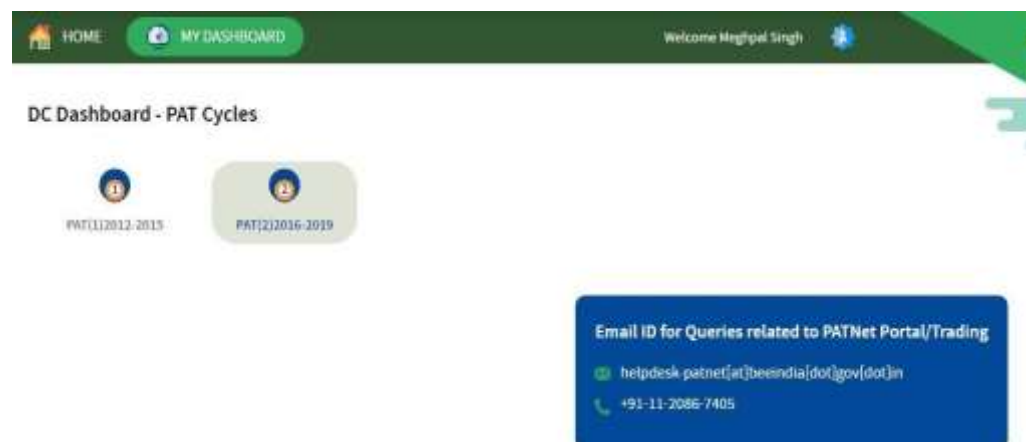 HOME
MY DASHBOARD
Welcome Meghpal Singh
DC Dashboard - PAT Cycles
1
2
PAT(1)2012-2015
PAT(2)2016-2019
Email ID for Queries related to PATNet Portal/Trading
helpdesk-patnet[at]beeindia[dot]gov[dot]in
+91-11-2086-7405